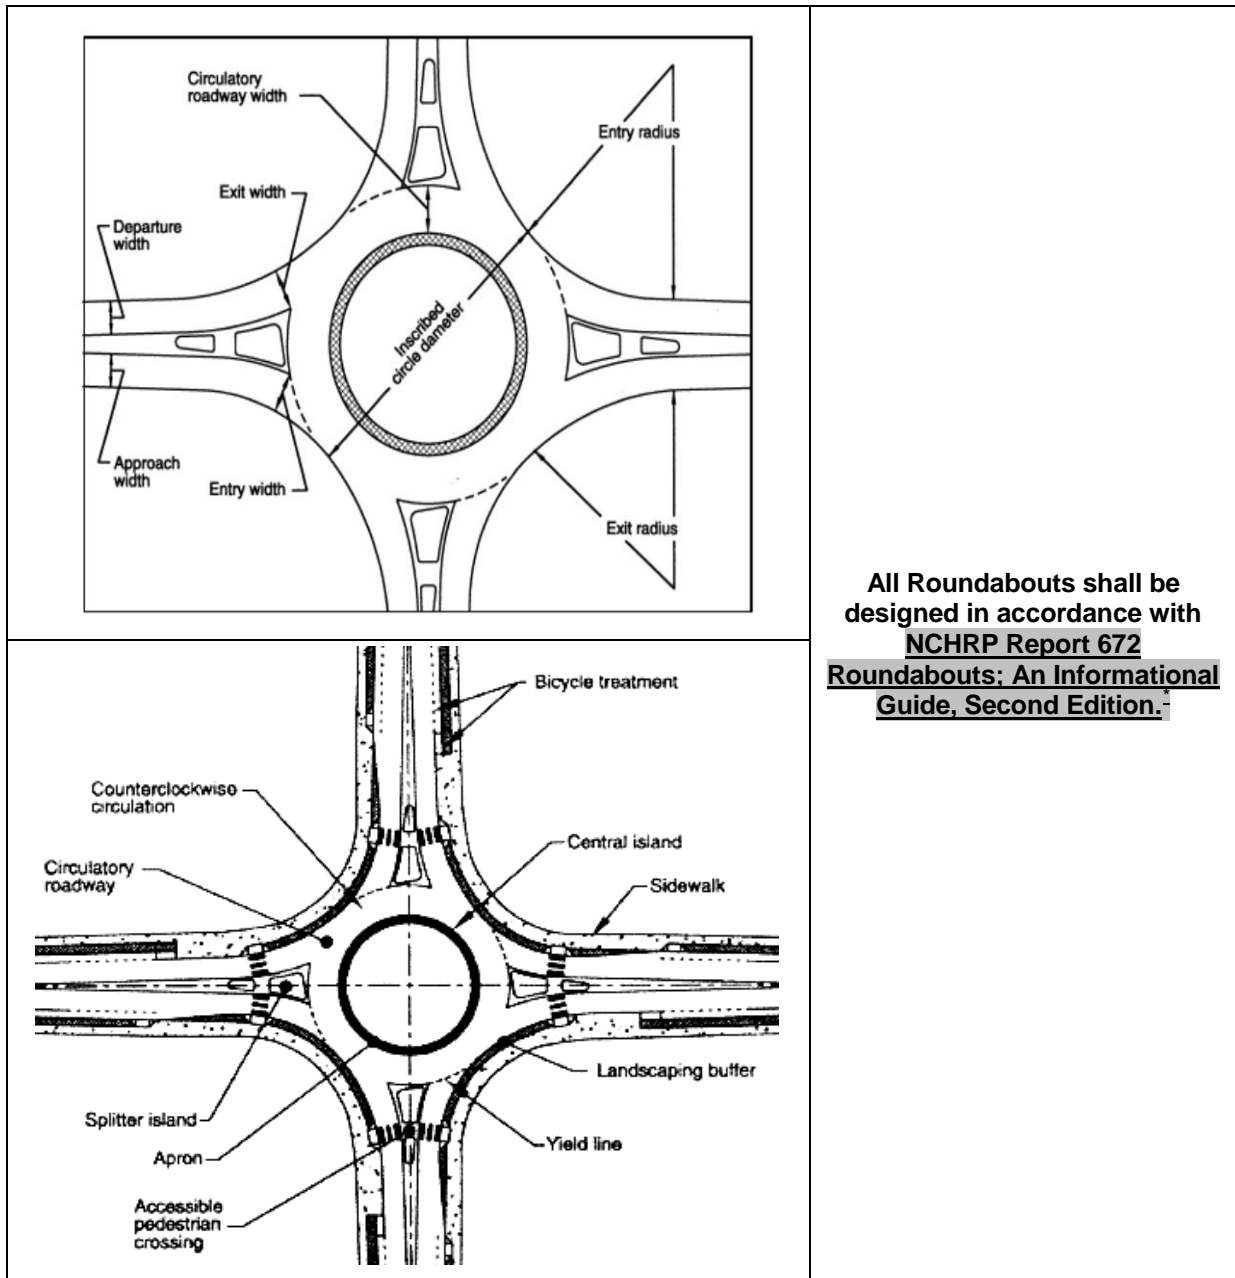 Circulatory
roadway width
Entry radius
Exit width
Departure
width
Inscribed
circle dameter
Approach
width
Entry width
Exit radius
All Roundabouts shall be
designed in accordance with
NCHRP Report 672
Roundabouts; An Informational
Guide, Second Edition.*
Bicycle treatment
Counterclockwise
circulation
Central island
Circulatory
roadway
Sidewalk
Landscaping buffer
Splitter island
Yield line
Apron
Accessible
pedestrian
crossing